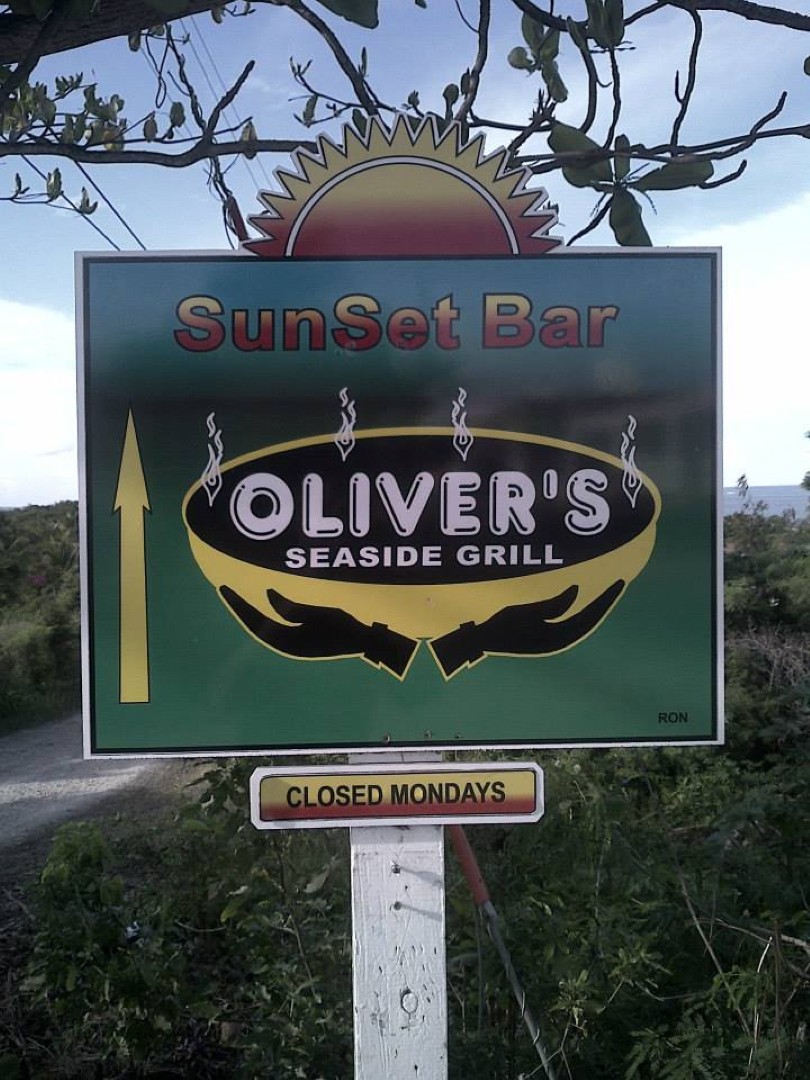 SunSet Bar
OLIVER'S
SEASIDE GRILL
RON
CLOSED MONDAYS